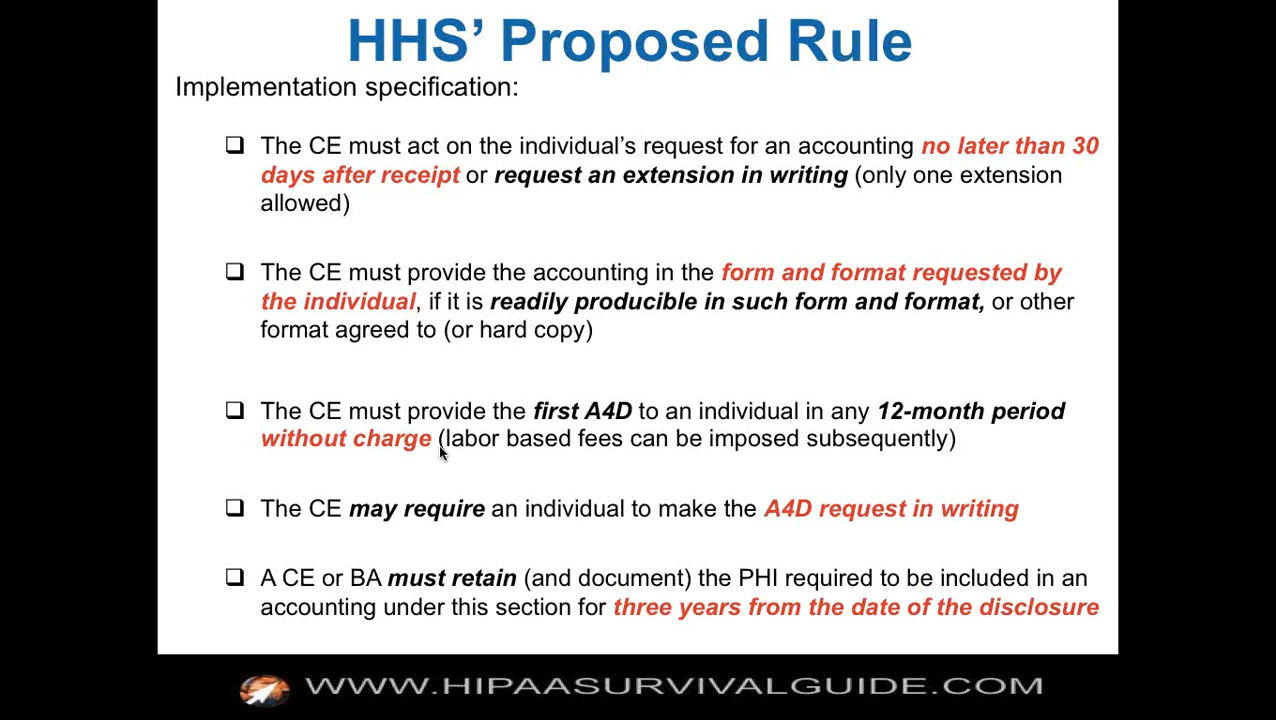 HHS’ Proposed Rule
Implementation specification:
The CE must act on the individual’s request for an accounting no later than 30
days after receipt or request an extension in writing (only one extension
allowed)
The CE must provide the accounting in the form and format requested by
the individual, if it is readily producible in such form and format, or other
format agreed to (or hard copy)
The CE must provide the first A4D to an individual in any 12-month period
without charge (labor based fees can be imposed subsequently)
The CE may require an individual to make the A4D request in writing
A CE or BA must retain (and document) the PHI required to be included in an
accounting under this section for three years from the date of the disclosure
WWW.HIPAASURVIVALGUIDE.COM